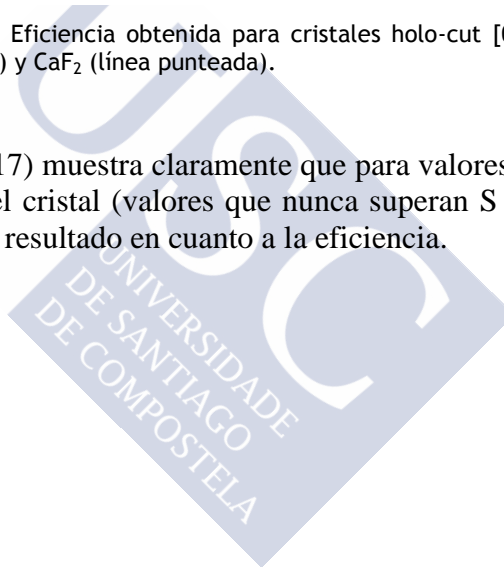 Eficiencia obtenida para cristales holo-cut [
) y CaF₂ (línea punteada).
17) muestra claramente que para valores
el cristal (valores que nunca superan S
resultado en cuanto a la eficiencia.
USC
UNIVERSIDADE
DE SANTIAGO
DE COMPOSTELA